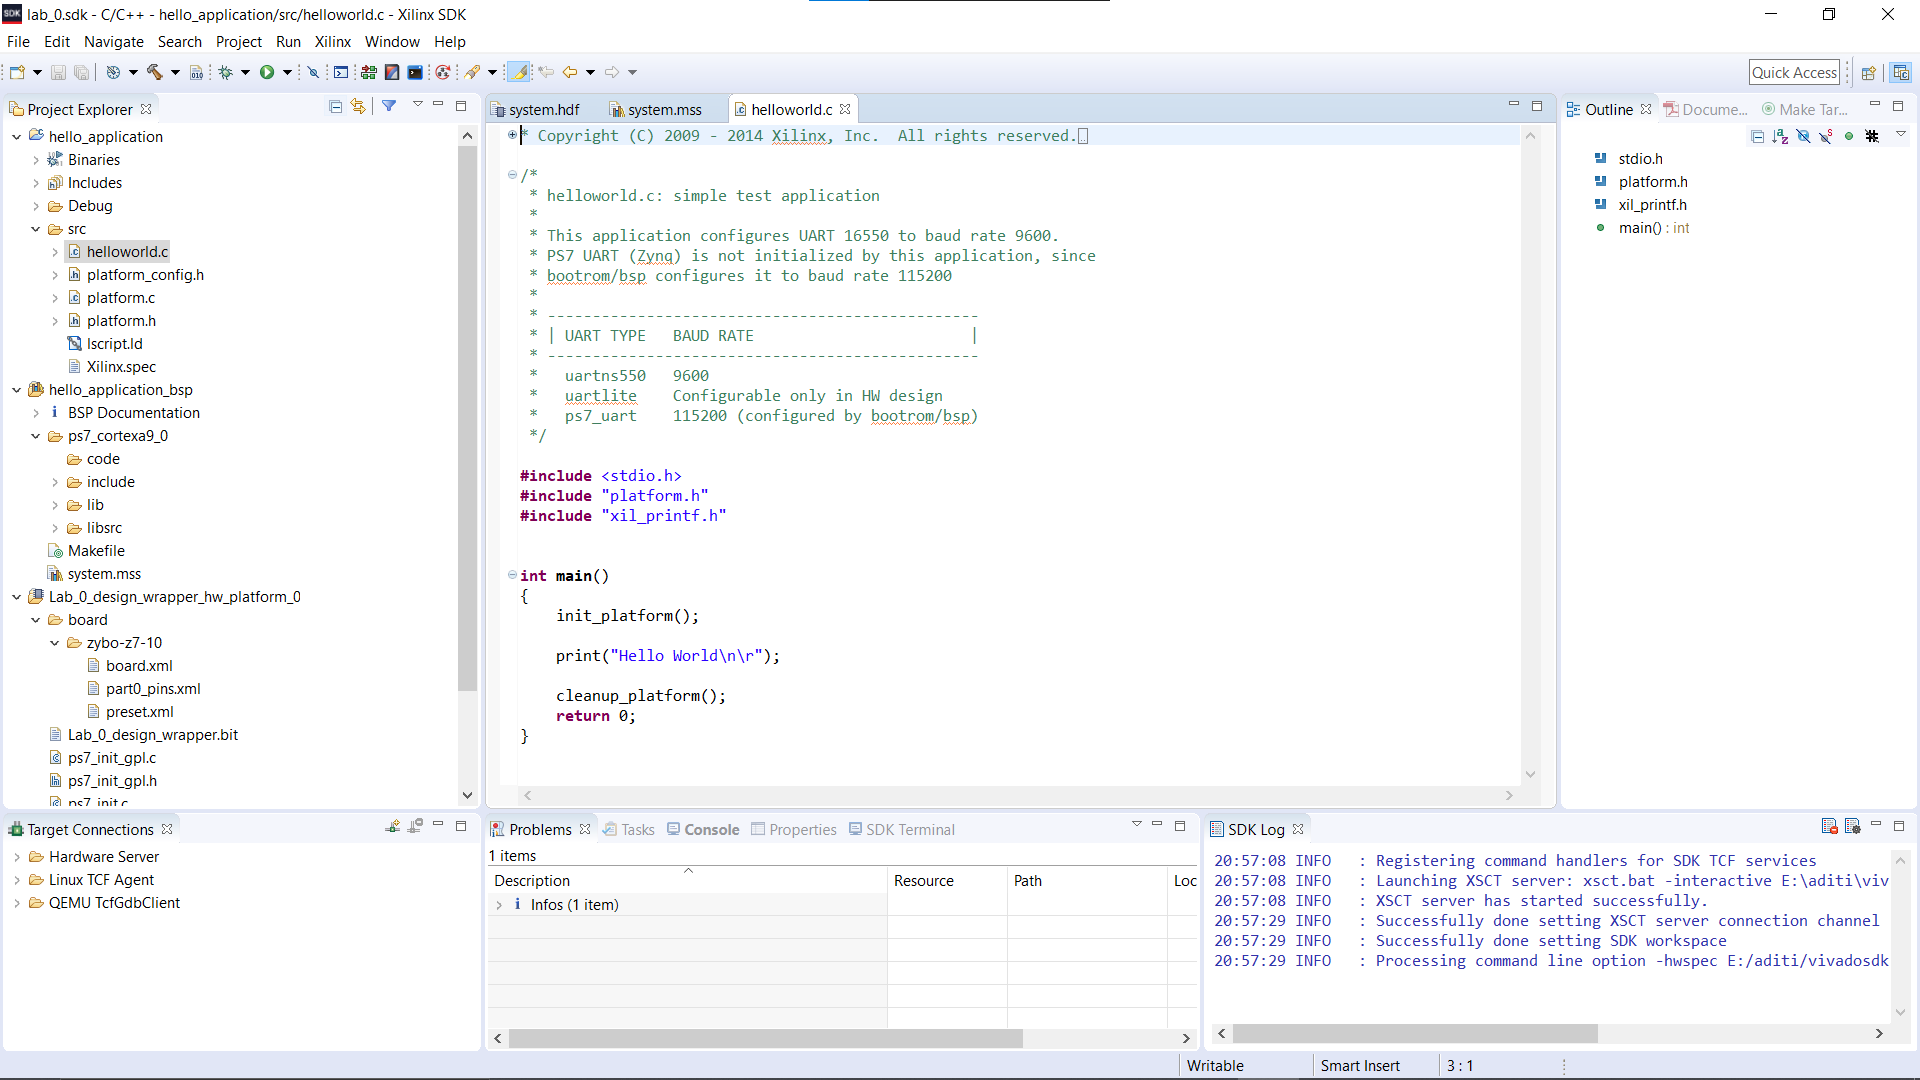 SDK lab_0.sdk - C/C++ - hello_application/src/helloworld.c - Xilinx SDK
File Edit Navigate Search Project Run Xilinx Window Help
Quick Access
Project Explorer
hello_application
Binaries
Includes
Debug
src
helloworld.c
platform_config.h
platform.c
platform.h
lscript.ld
Xilinx.spec
hello_application_bsp
BSP Documentation
ps7_cortexa9_0
code
include
lib
libsrc
Makefile
system.mss
Lab_0_design_wrapper_hw_platform_0
board
zybo-z7-10
board.xml
part0_pins.xml
preset.xml
Lab_0_design_wrapper.bit
ps7_init_gpl.c
ps7_init_gpl.h
ps7_init.c
system.hdf system.mss helloworld.c
* Copyright (C) 2009 - 2014 Xilinx, Inc.  All rights reserved.
/*
* helloworld.c: simple test application
*
* This application configures UART 16550 to baud rate 9600.
* PS7 UART (Zynq) is not initialized by this application, since
* bootrom/bsp configures it to baud rate 115200
*
* ------------------------------------------------
* | UART TYPE   BAUD RATE                        |
* ------------------------------------------------
*   uartns550   9600
*   uartlite    Configurable only in HW design
*   ps7_uart    115200 (configured by bootrom/bsp)
*/
#include <stdio.h>
#include "platform.h"
#include "xil_printf.h"
int main()
{
init_platform();
print("Hello World\n\r");
cleanup_platform();
return 0;
}
Outline Docume... Make Tar...
stdio.h
platform.h
xil_printf.h
main() : int
Target Connections
Hardware Server
Linux TCF Agent
QEMU TcfGdbClient
Problems Tasks Console Properties SDK Terminal
1 items
Description Resource Path Loc
Infos (1 item)
SDK Log
20:57:08 INFO   : Registering command handlers for SDK TCF services
20:57:08 INFO   : Launching XSCT server: xsct.bat -interactive E:\aditi\viv
20:57:08 INFO   : XSCT server has started successfully.
20:57:29 INFO   : Successfully done setting XSCT server connection channel
20:57:29 INFO   : Successfully done setting SDK workspace
20:57:29 INFO   : Processing command line option -hwspec E:/aditi/vivadosdk
Writable Smart Insert 3 : 1